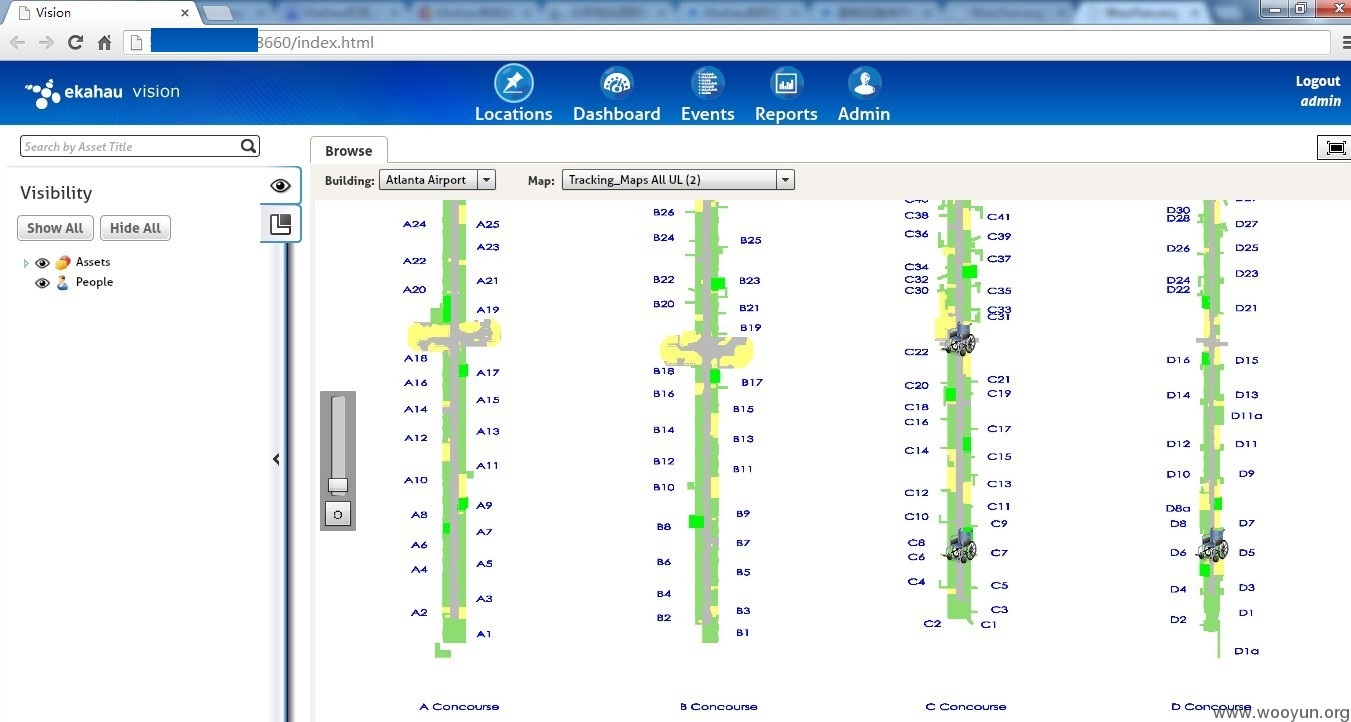 Vision
8660/index.html
ekahau vision
Locations Dashboard Events Reports Admin
Logout
admin
Search by Asset Title
Browse
Visibility
Building: Atlanta Airport Map: Tracking_Maps All UL (2)
Show All Hide All
Assets
People
A24 A25
A23
A22
A21
A20
A19
A18
A17
A16
A15
A14
A13
A12
A11
A10
A9
A8
A7
A6
A5
A4
A3
A2
A1
A Concourse
B26
B24 B25
B22 B23
B20 B21
B19
B18
B17
B16
B15
B14
B13
B12
B11
B10
B9
B8
B7
B6
B5
B4
B3
B2
B1
B Concourse
C38 C41
C36 C39
C37
C34
C32
C30 C35
C33
C31
C22
C21
C20
C19
C18
C16
C17
C14
C15
C13
C12
C11
C10
C9
C8
C7
C6
C5
C4
C3
C2 C1
C Concourse
D30
D28
D27
D26 D25
D24 D23
D22
D21
D16 D15
D14 D13
D11a
D12 D11
D10 D9
D8a
D8 D7
D6 D5
D4 D3
D2 D1
D1a
D Concourse
www.wooyun.org